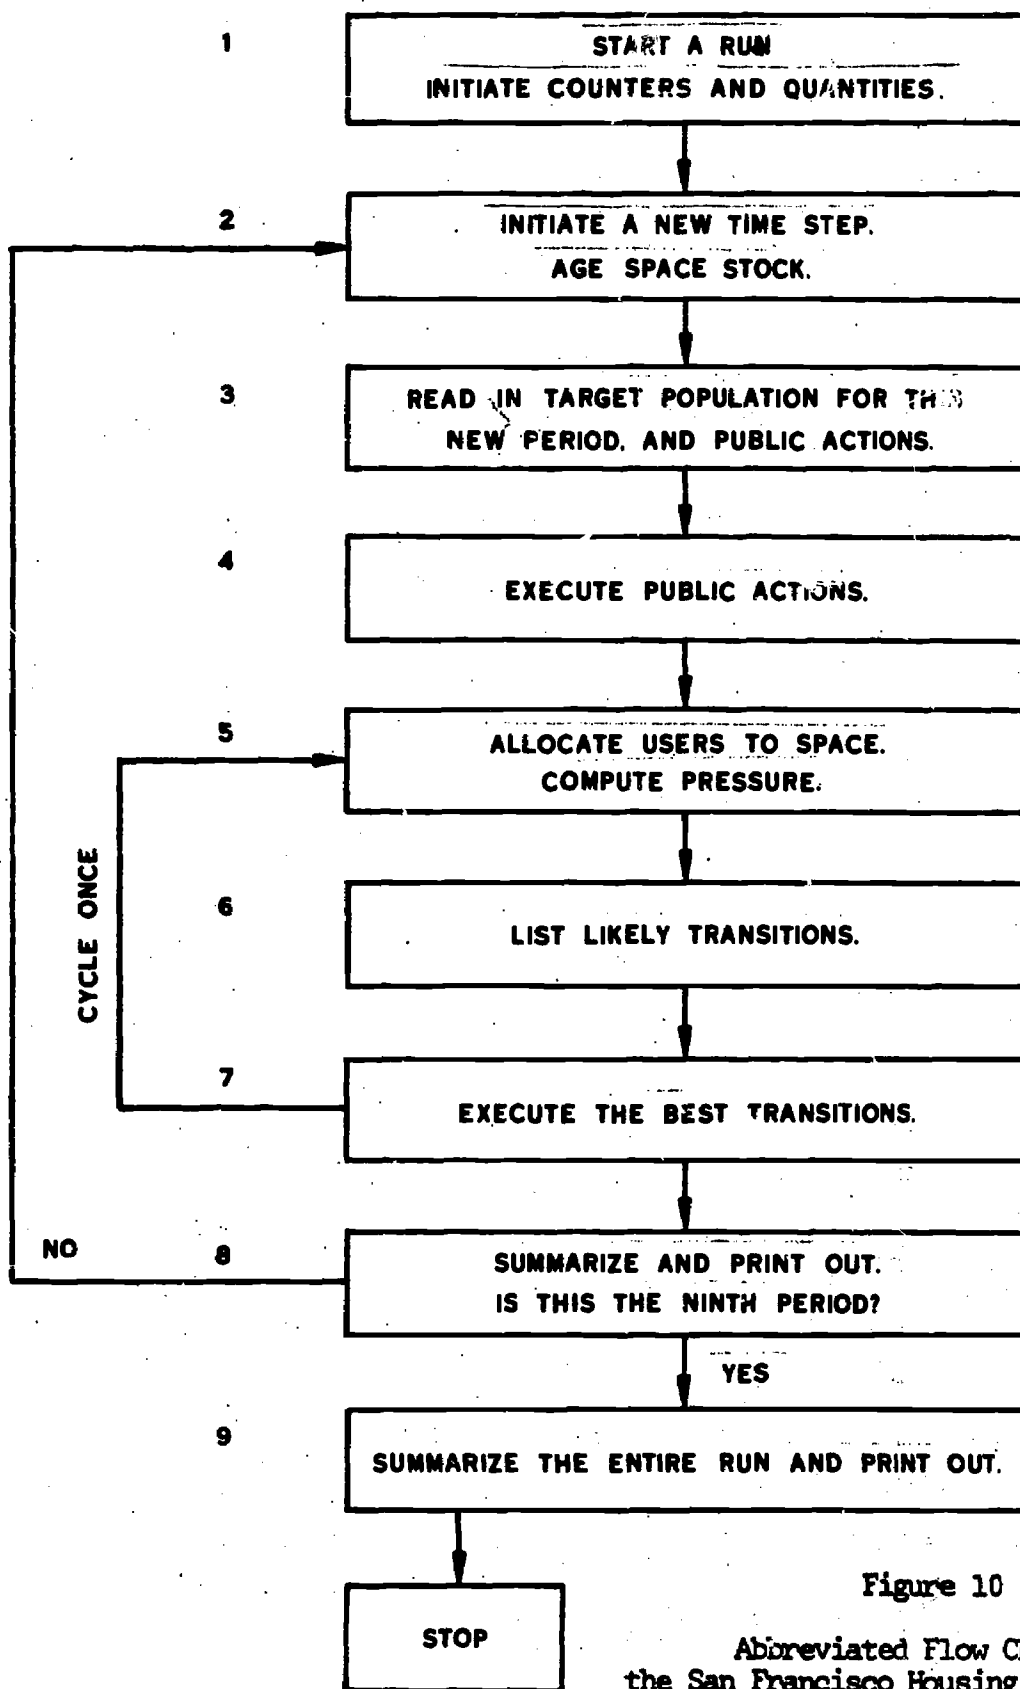 1
START A RUN
INITIATE COUNTERS AND QUANTITIES.
2
INITIATE A NEW TIME STEP.
AGE SPACE STOCK.
3
READ IN TARGET POPULATION FOR THIS
NEW PERIOD, AND PUBLIC ACTIONS.
4
EXECUTE PUBLIC ACTIONS.
5
ALLOCATE USERS TO SPACE.
COMPUTE PRESSURE.
CYCLE ONCE
6
LIST LIKELY TRANSITIONS.
7
EXECUTE THE BEST TRANSITIONS.
NO
8
SUMMARIZE AND PRINT OUT.
IS THIS THE NINTH PERIOD?
YES
9
SUMMARIZE THE ENTIRE RUN AND PRINT OUT.
STOP
Figure 10
Abbreviated Flow
the San Francisco Housing